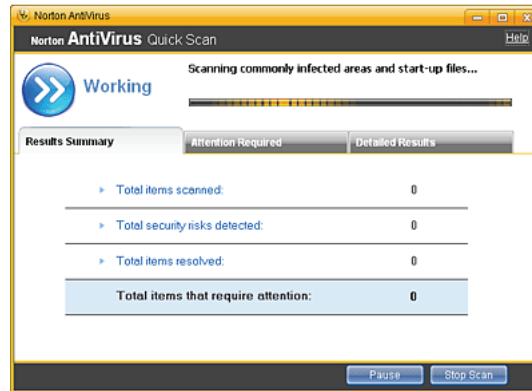 Norton AntiVirus
Norton AntiVirus Quick Scan Help
Working
Scanning commonly infected areas and start-up files...
Results Summary Attention Required Detailed Results
Total items scanned: 0
Total security risks detected: 0
Total items resolved: 0
Total items that require attention: 0
Pause Stop Scan